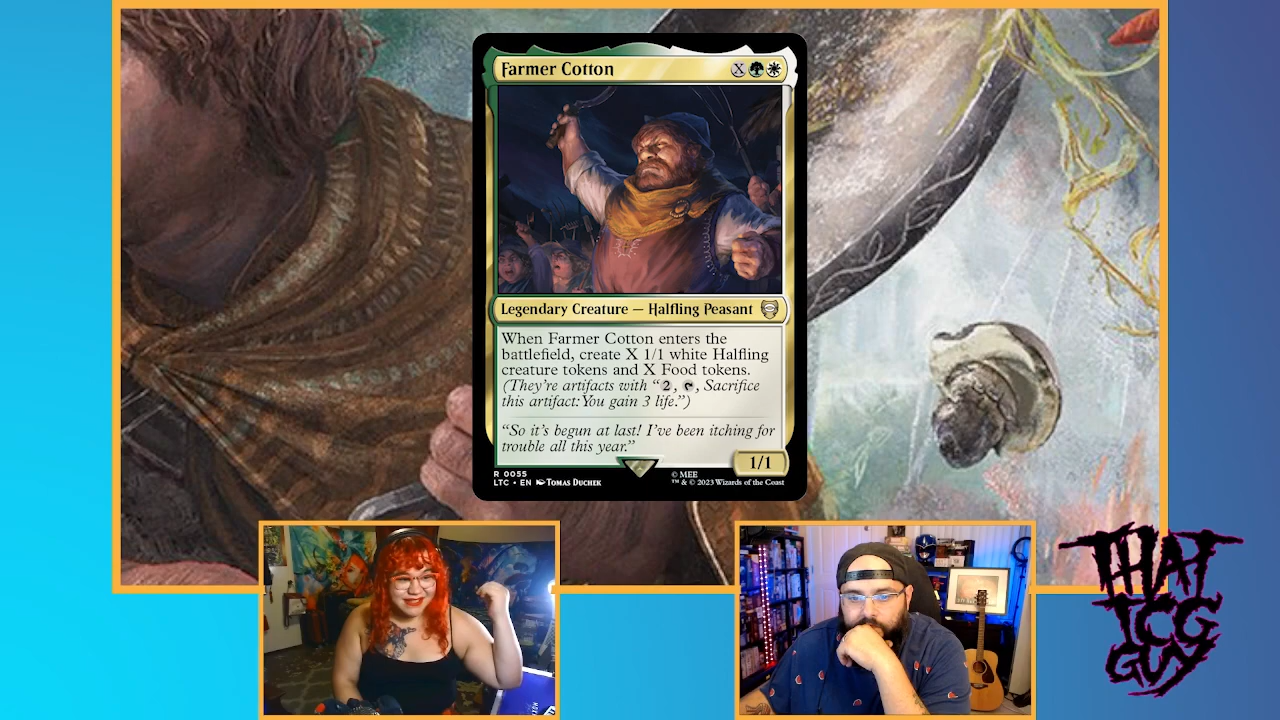 Farmer Cotton X
Legendary Creature — Halfling Peasant
When Farmer Cotton enters the
battlefield, create X 1/1 white Halfling
creature tokens and X Food tokens.
(They're artifacts with “2, , Sacrifice
this artifact: You gain 3 life.”)
“So it's begun at last! I've been itching for
trouble all this year.”
1/1
R 0055
LTC • EN Tomas Duchek
© MEE
™ & © 2023 Wizards of the Coast
THAT
TCG
GUY